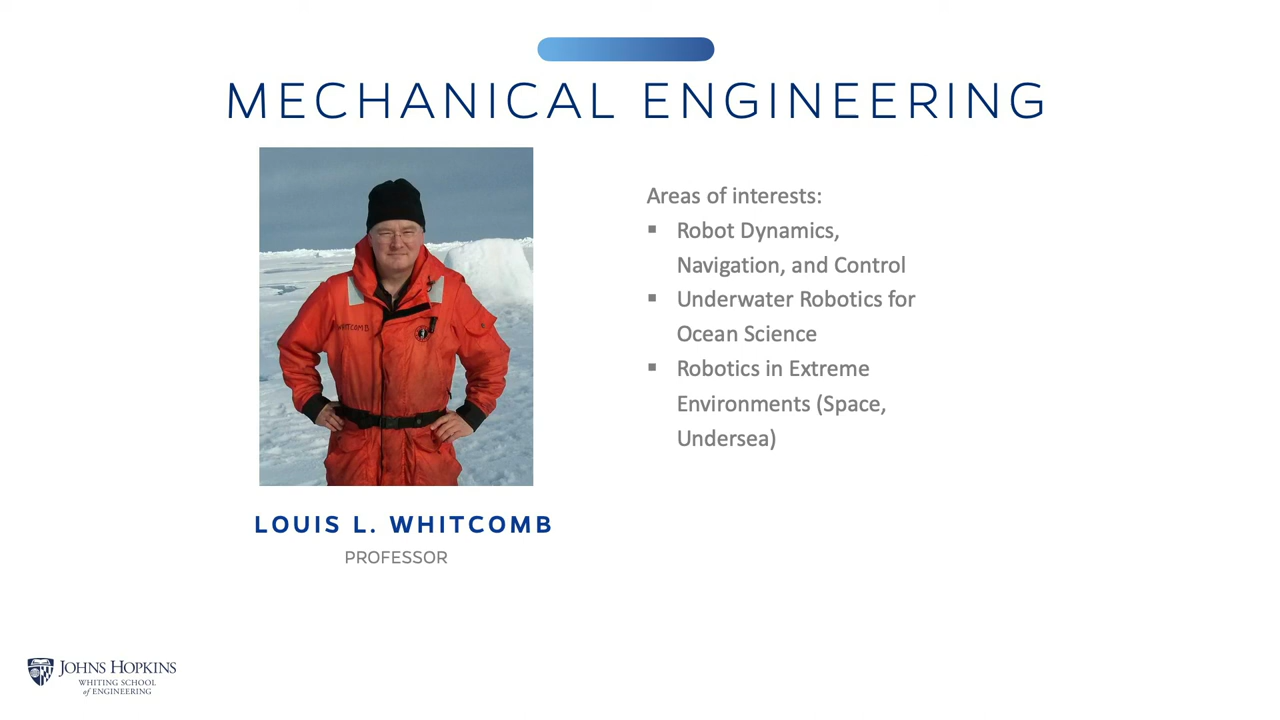 MECHANICAL ENGINEERING
WHITCOMB
LOUIS L. WHITCOMB
PROFESSOR
Areas of interests:
▪ Robot Dynamics,
Navigation, and Control
▪ Underwater Robotics for
Ocean Science
▪ Robotics in Extreme
Environments (Space,
Undersea)
JOHNS HOPKINS
WHITING SCHOOL
of ENGINEERING